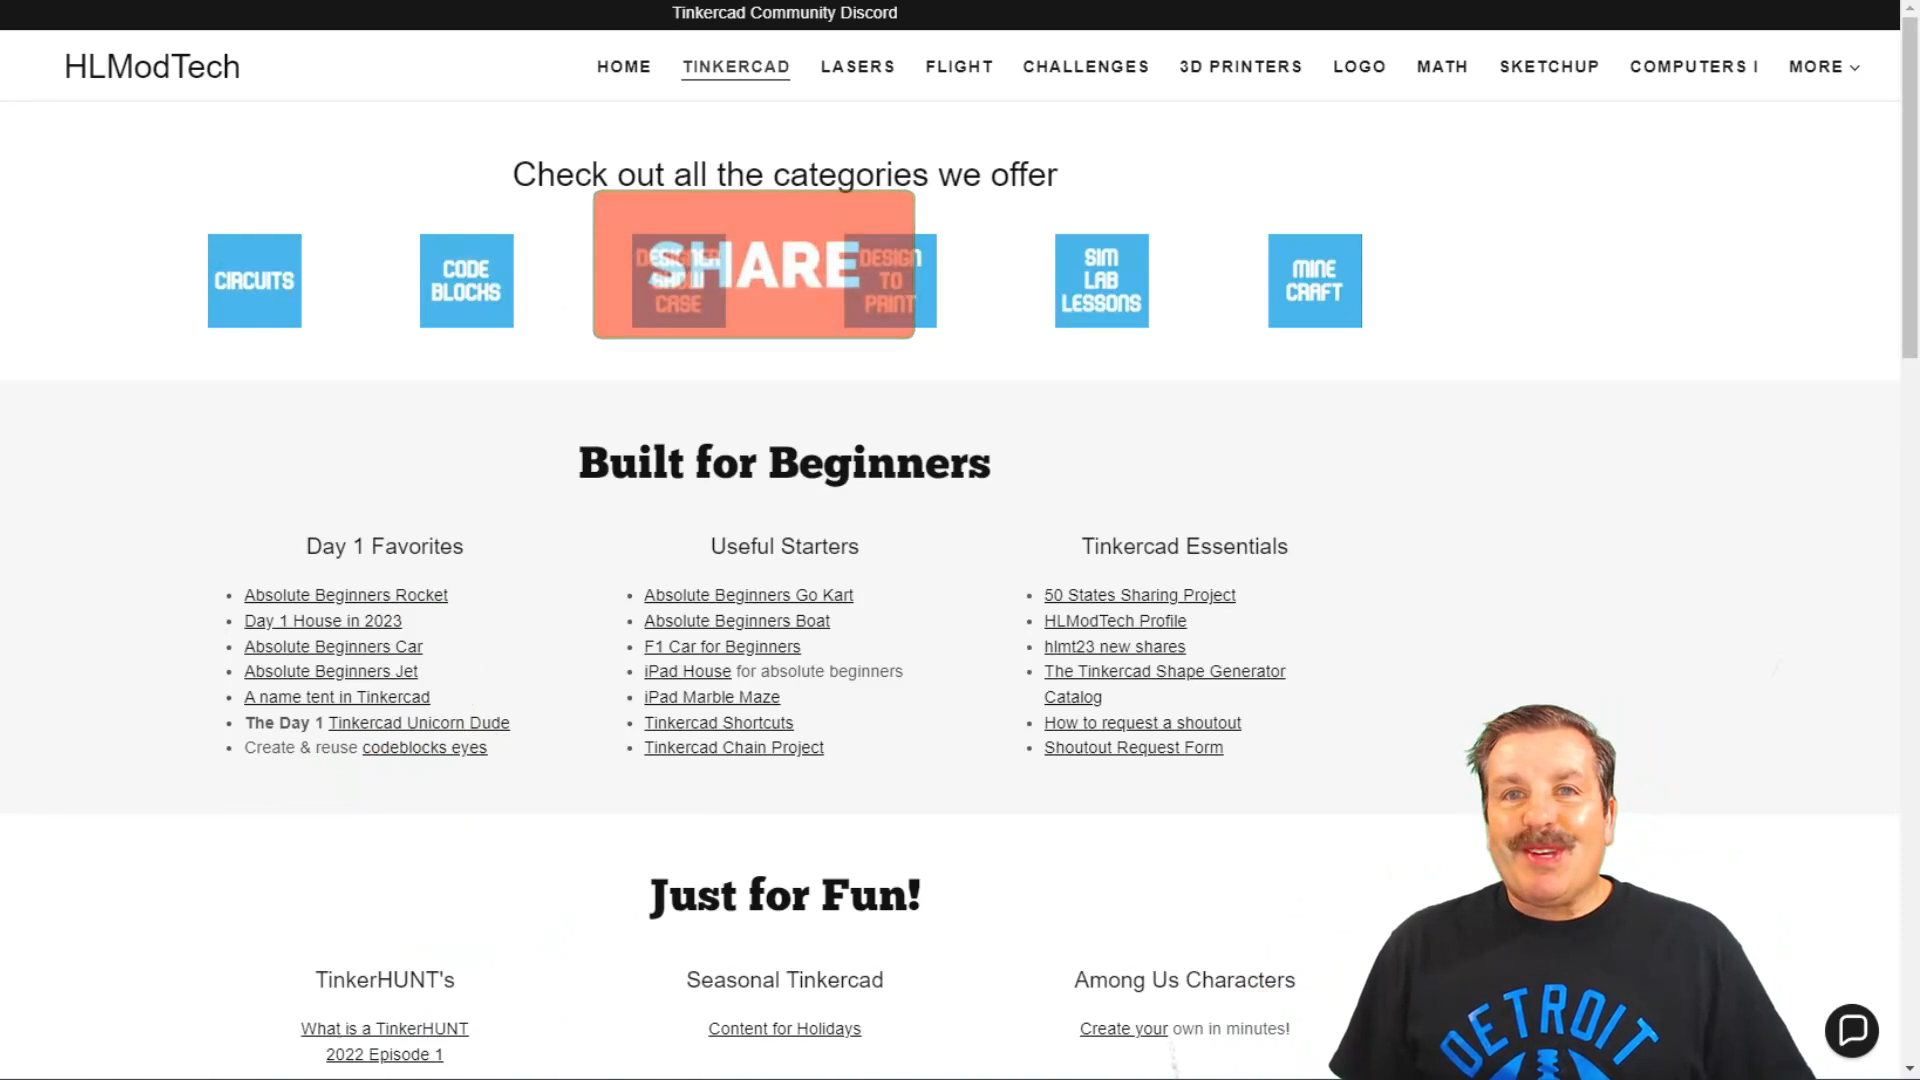 Tinkercad Community Discord
HLModTech
HOME TINKERCAD LASERS FLIGHT CHALLENGES 3D PRINTERS LOGO MATH SKETCHUP COMPUTERS I MORE
Check out all the categories we offer
SHARE
CIRCUITS
CODE
BLOCKS
DESIGNER
SHOW
CASE
DESIGN
TO
PRINT
SIM
LAB
LESSONS
MINE
CRAFT
Built for Beginners
Day 1 Favorites
Absolute Beginners Rocket
Day 1 House in 2023
Absolute Beginners Car
Absolute Beginners Jet
A name tent in Tinkercad
The Day 1 Tinkercad Unicorn Dude
Create & reuse codeblocks eyes
Useful Starters
Absolute Beginners Go Kart
Absolute Beginners Boat
F1 Car for Beginners
iPad House for absolute beginners
iPad Marble Maze
Tinkercad Shortcuts
Tinkercad Chain Project
Tinkercad Essentials
50 States Sharing Project
HLModTech Profile
hlmt23 new shares
The Tinkercad Shape Generator
Catalog
How to request a shoutout
Shoutout Request Form
Just for Fun!
TinkerHUNT's
What is a TinkerHUNT
2022 Episode 1
Seasonal Tinkercad
Content for Holidays
Among Us Characters
Create your own in minutes!
DETROIT